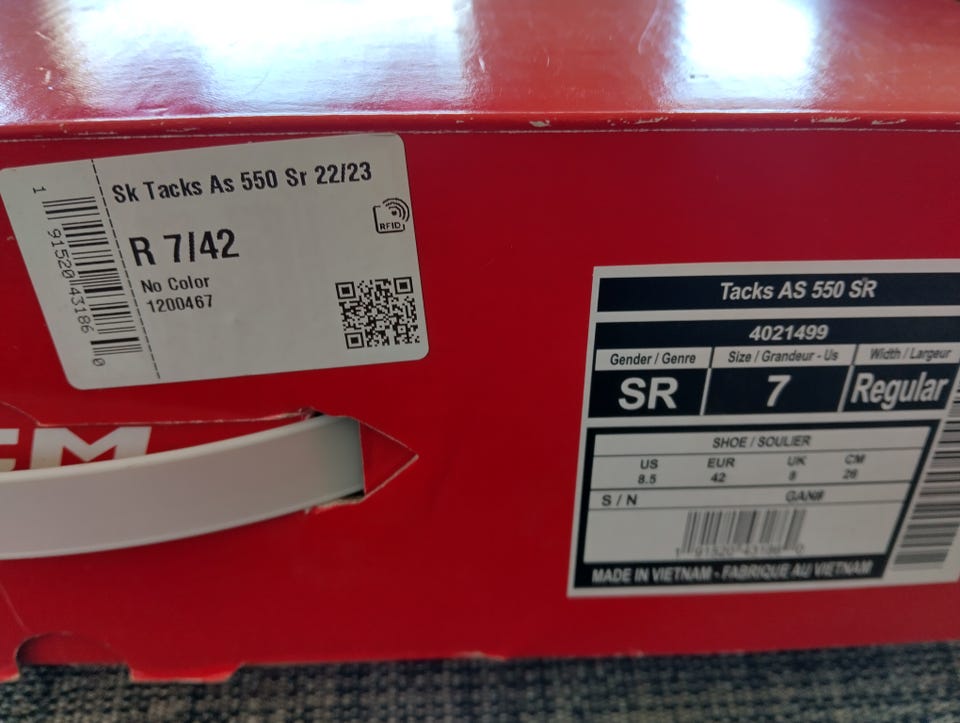 Sk Tacks As 550 Sr 22/23
RFID
R 7/42
No Color
1200467
1 91520 43186 0
CM
Tacks AS 550 SR
4021499
Gender / Genre Size / Grandeur - Us Width / Largeur
SR 7 Regular
SHOE / SOULIER
US EUR UK CM
8.5 42 8 26
S / N GAN#
1 91520 43186 0
MADE IN VIETNAM - FABRIQUE AU VIETNAM